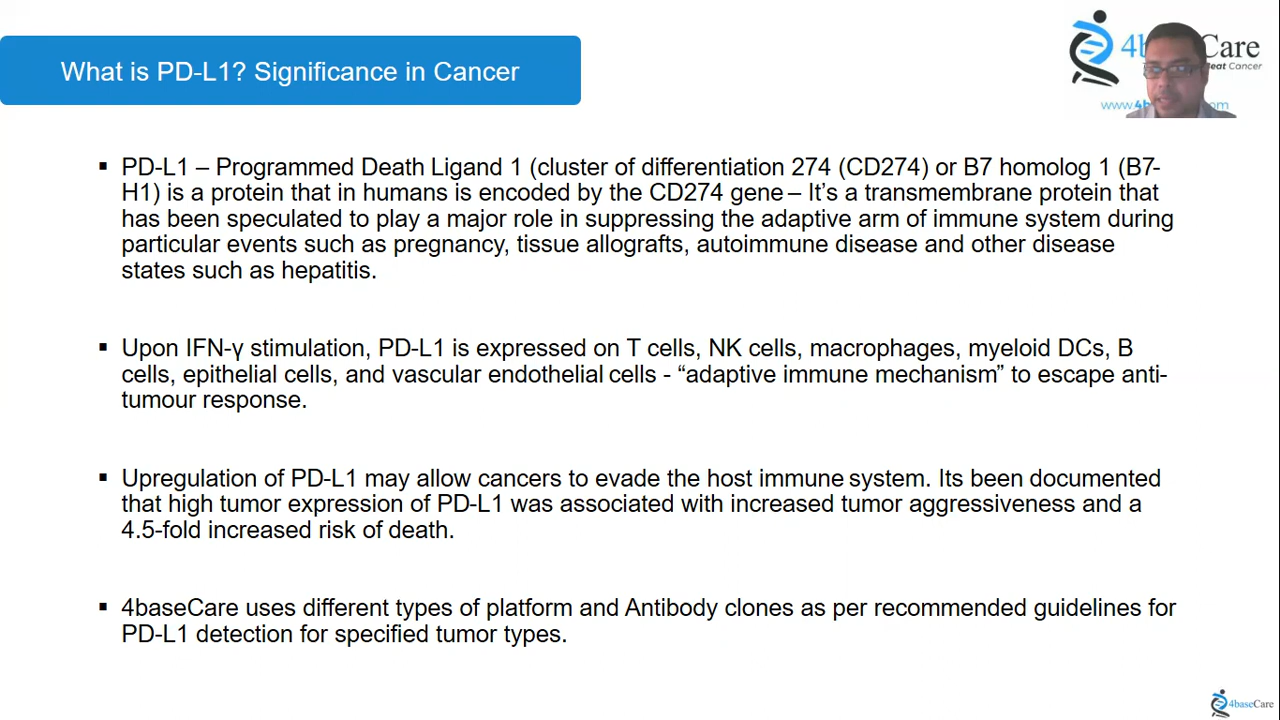 What is PD-L1? Significance in Cancer
4b Care
eat Cancer
www.4b om
▪ PD-L1 – Programmed Death Ligand 1 (cluster of differentiation 274 (CD274) or B7 homolog 1 (B7-
H1) is a protein that in humans is encoded by the CD274 gene – It’s a transmembrane protein that
has been speculated to play a major role in suppressing the adaptive arm of immune system during
particular events such as pregnancy, tissue allografts, autoimmune disease and other disease
states such as hepatitis.
▪ Upon IFN-γ stimulation, PD-L1 is expressed on T cells, NK cells, macrophages, myeloid DCs, B
cells, epithelial cells, and vascular endothelial cells - “adaptive immune mechanism” to escape anti-
tumour response.
▪ Upregulation of PD-L1 may allow cancers to evade the host immune system. Its been documented
that high tumor expression of PD-L1 was associated with increased tumor aggressiveness and a
4.5-fold increased risk of death.
▪ 4baseCare uses different types of platform and Antibody clones as per recommended guidelines for
PD-L1 detection for specified tumor types.
4baseCare